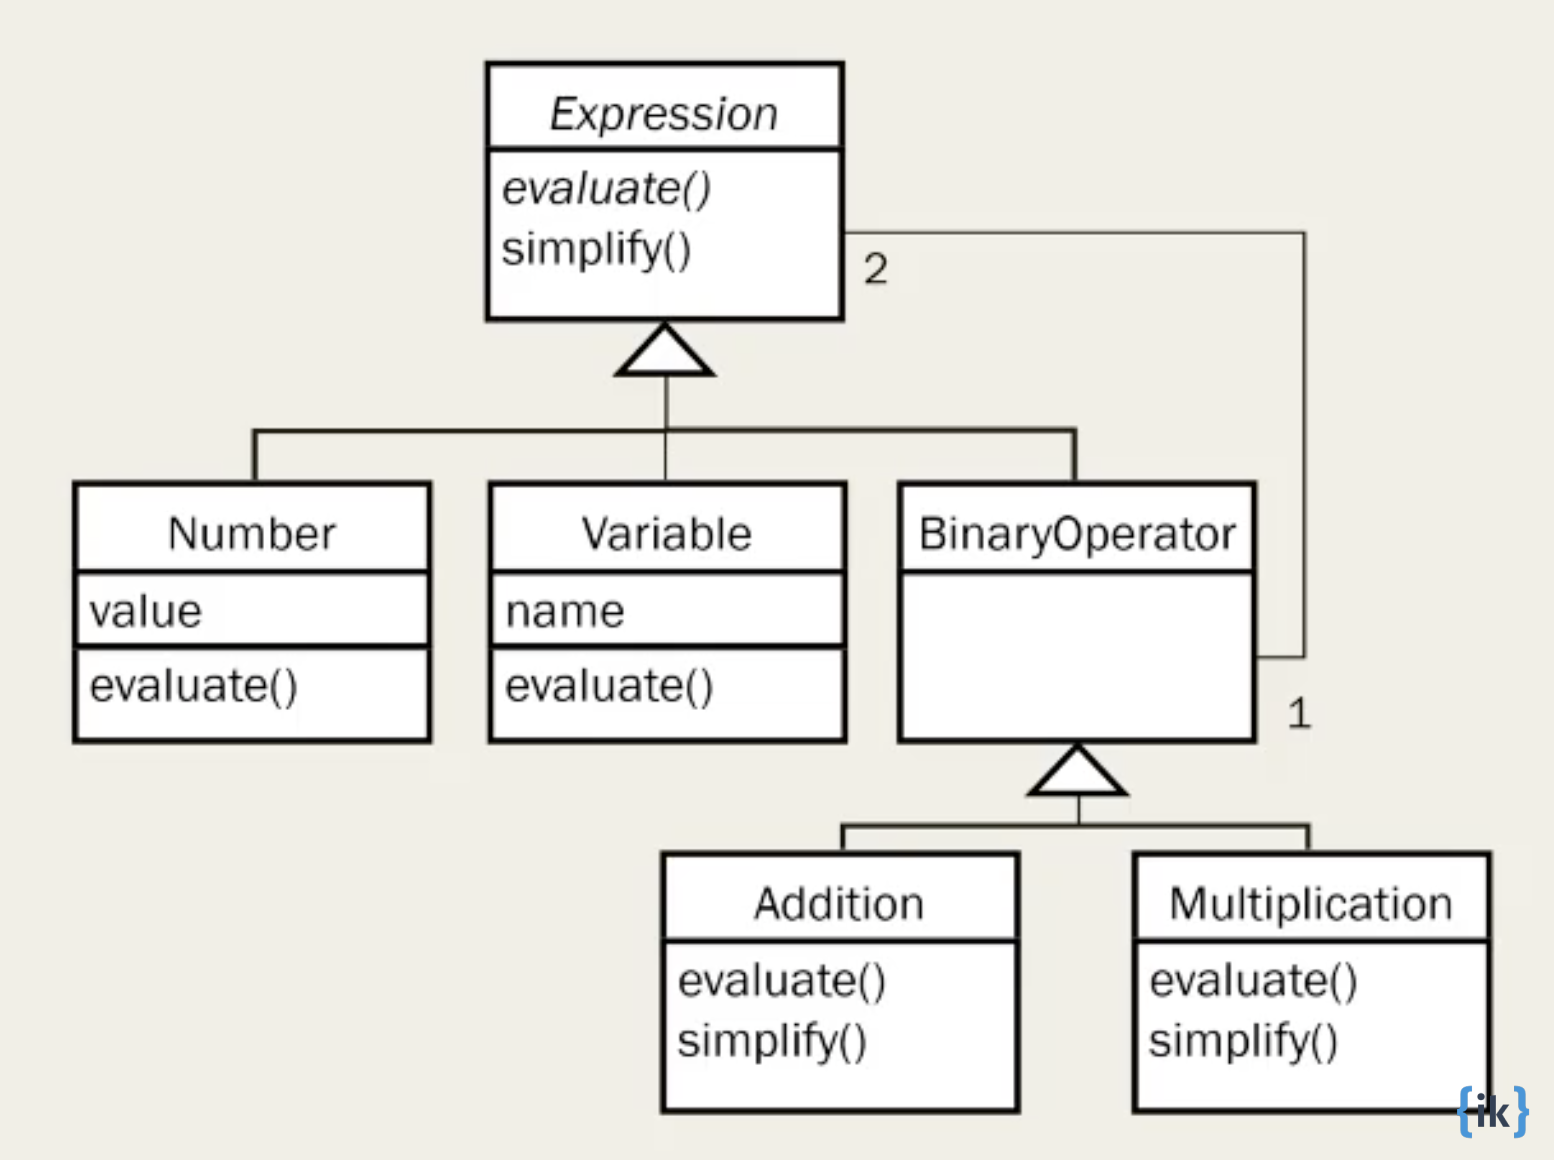 Expression
evaluate()
simplify()
2
Number
value
evaluate()
Variable
name
evaluate()
BinaryOperator
1
Addition
evaluate()
simplify()
Multiplication
evaluate()
simplify()
{ik}